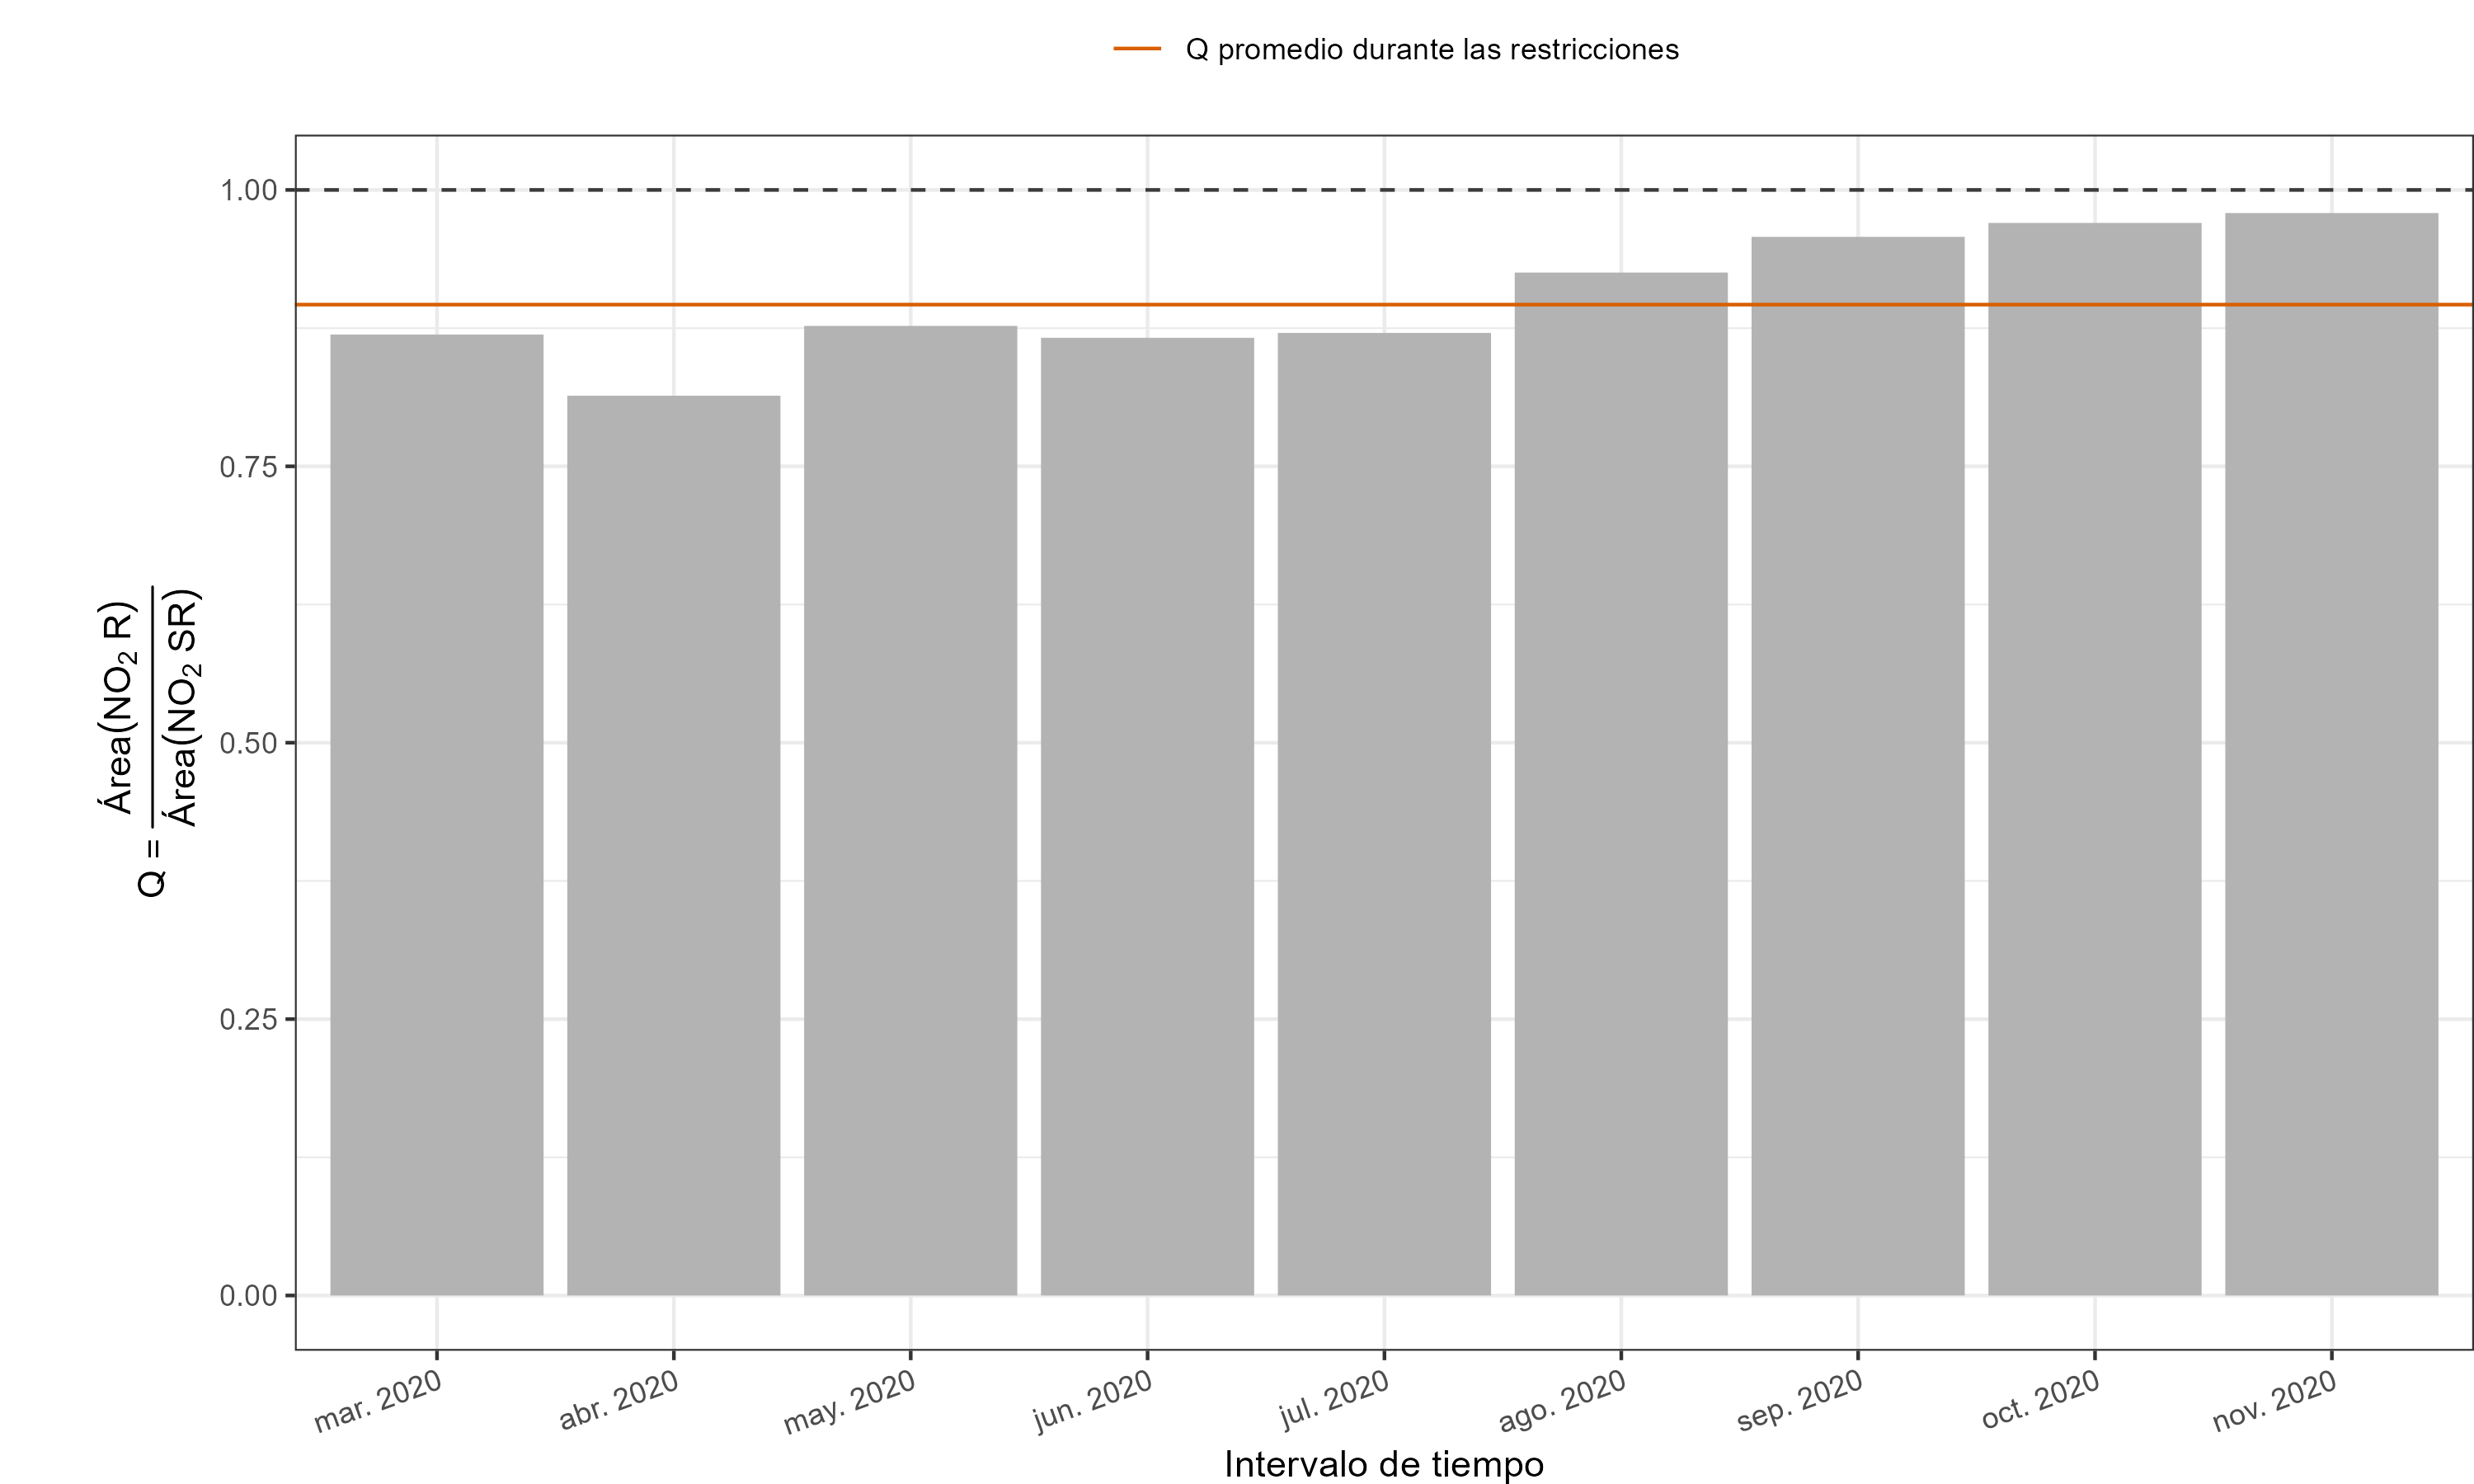 Q promedio durante las restricciones
1.00
0.75
0.50
0.25
0.00
Q = Área(NO₂ R)
Área(NO₂ SR)
mar. 2020
abr. 2020
may. 2020
jun. 2020
jul. 2020
ago. 2020
sep. 2020
oct. 2020
nov. 2020
Intervalo de tiempo